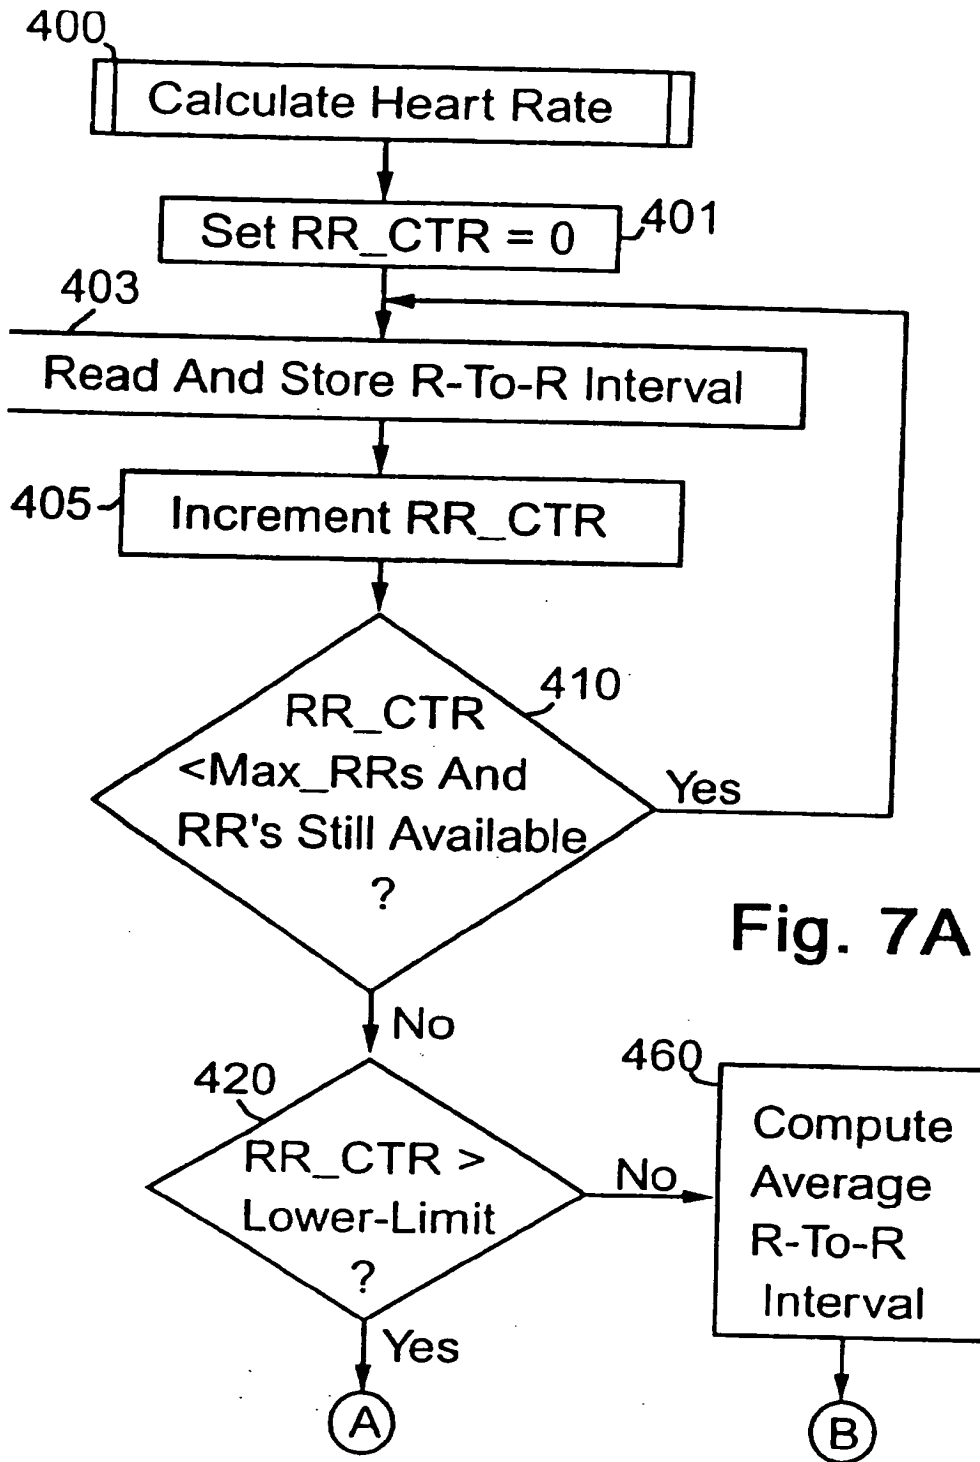 400
Calculate Heart Rate
Set RR_CTR = 0
401
403
Read And Store R-To-R Interval
405
Increment RR_CTR
410
RR_CTR
<Max_RRs And
RR's Still Available
?
Yes
Fig. 7A
No
420
RR_CTR >
Lower-Limit
?
No
460
Compute
Average
R-To-R
Interval
Yes
A
B